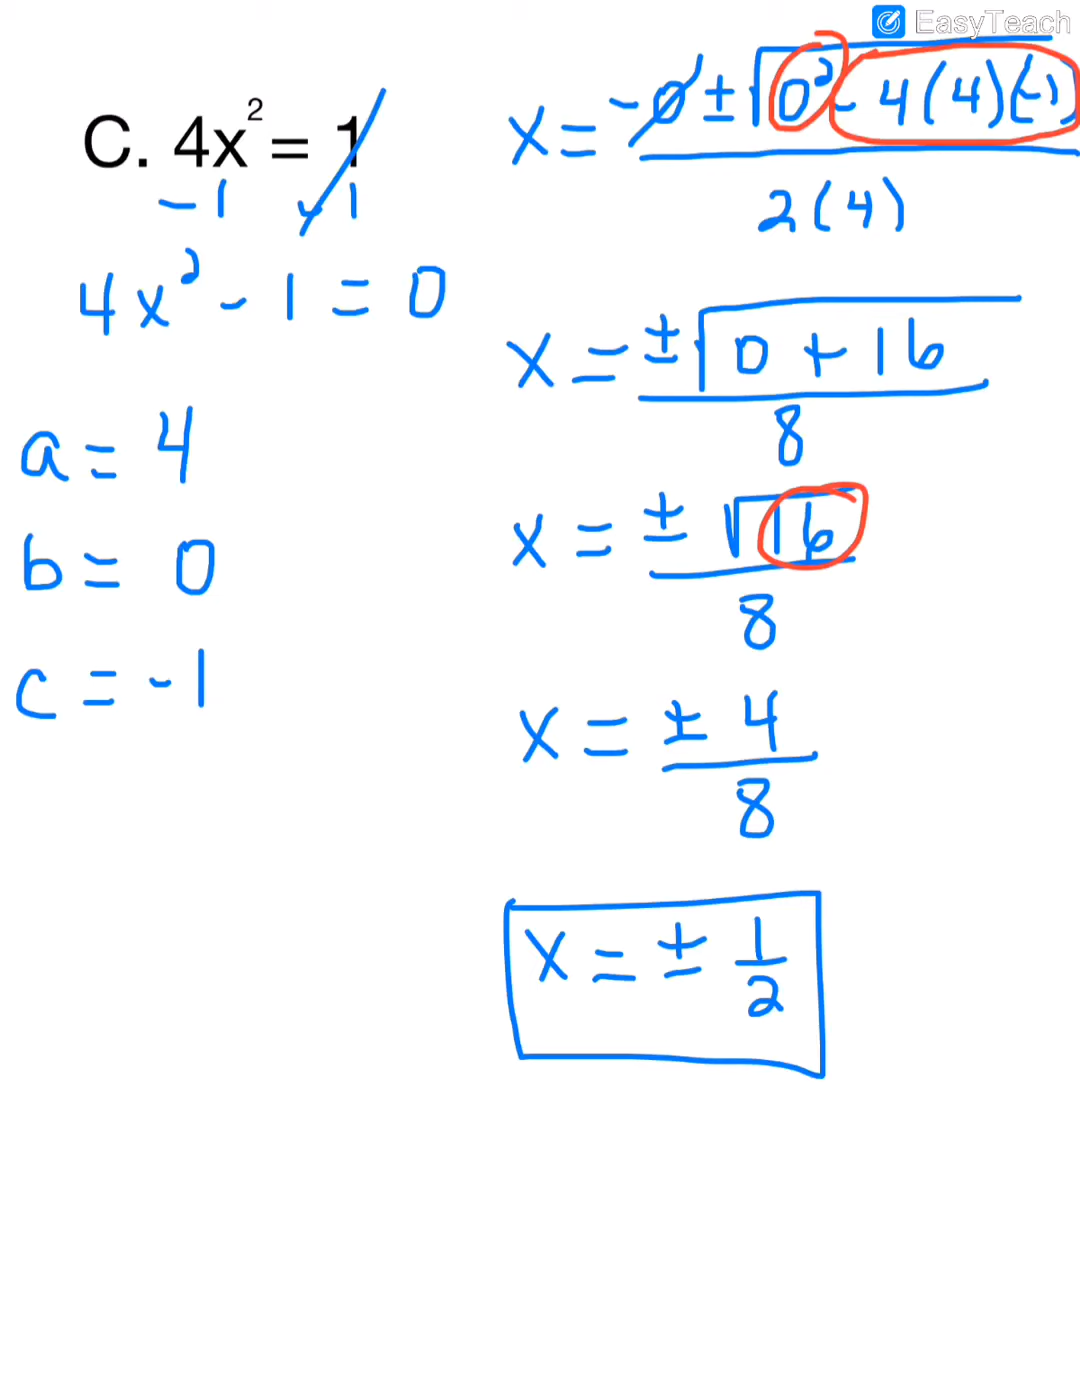 EasyTeach
C. 4x² = 1
-1 -1
4x² - 1 = 0
a = 4
b = 0
c = -1
x = -0 ± √0² - 4(4)(-)
2(4)
x = ± √0 + 16
8
x = ± √16
8
x = ± 4
8
x = ± 1
2